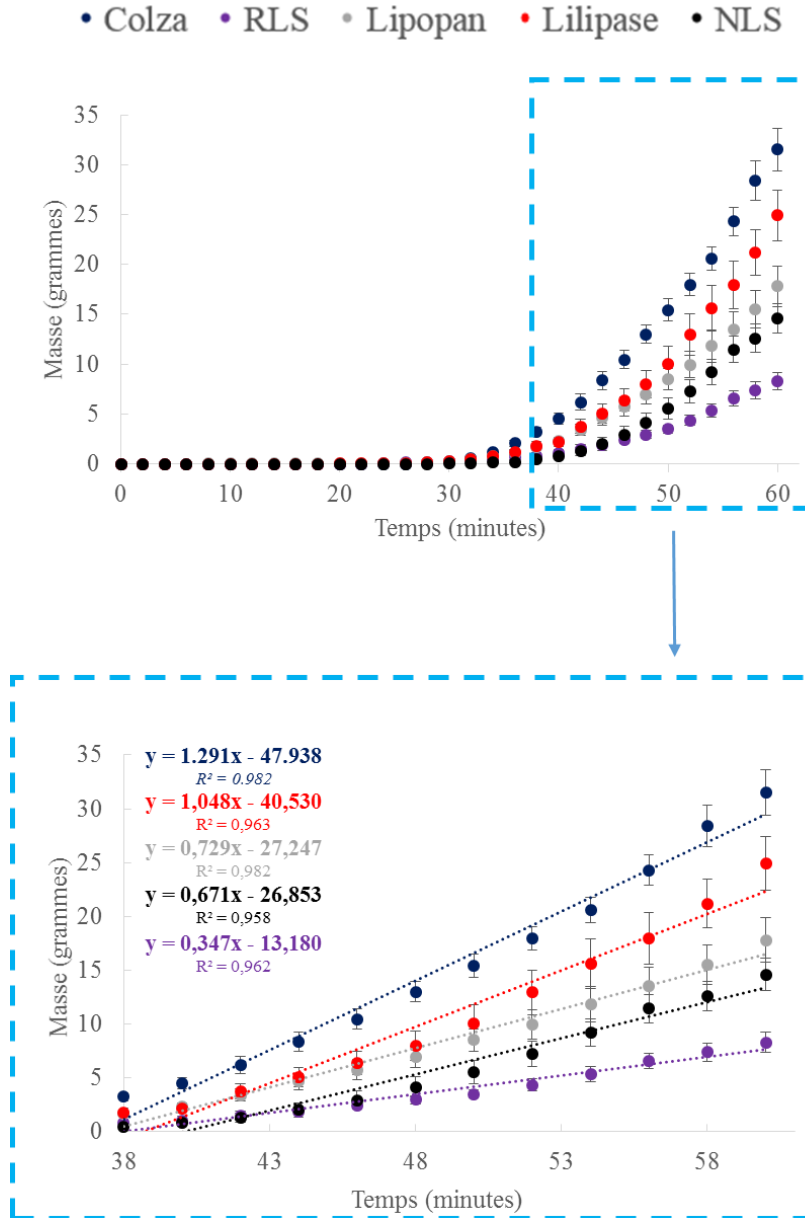 Colza RLS Lipopan Lilipase NLS
35
30
25
20
15
10
5
0
Masse (grammes)
0 10 20 30 40 50 60
Temps (minutes)
35
30
25
20
15
10
5
0
Masse (grammes)
y = 1.291x - 47.938
R² = 0.982
y = 1,048x - 40,530
R² = 0,963
y = 0,729x - 27,247
R² = 0,982
y = 0,671x - 26,853
R² = 0,958
y = 0,347x - 13,180
R² = 0,962
38 43 48 53 58
Temps (minutes)